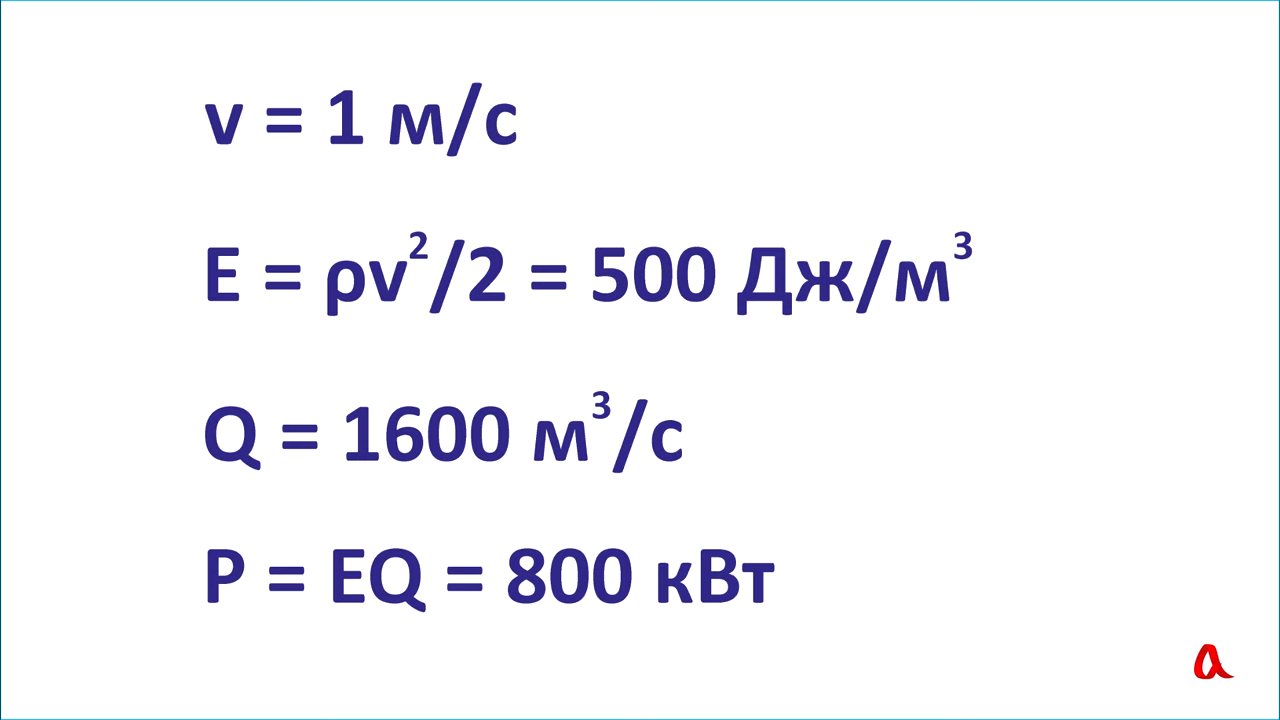 v = 1 м/с
E = ρv²/2 = 500 Дж/м³
Q = 1600 м³/с
P = EQ = 800 кВт
a